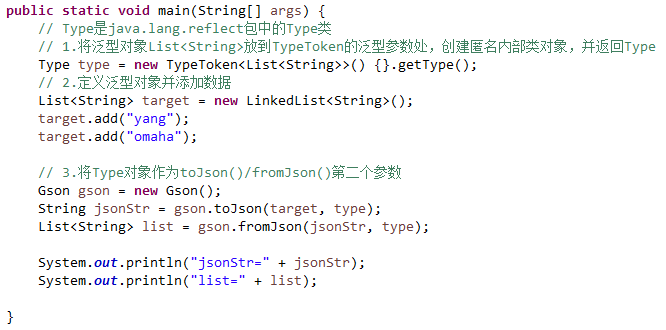 public static void main(String[] args) {
// Type是java.lang.reflect包中的Type类
// 1.将泛型对象List<String>放到TypeToken的泛型参数处，创建匿名内部类对象，并返回Type
Type type = new TypeToken<List<String>>() {}.getType();
// 2.定义泛型对象并添加数据
List<String> target = new LinkedList<String>();
target.add("yang");
target.add("omaha");
// 3.将Type对象作为toJson()/fromJson()第二个参数
Gson gson = new Gson();
String jsonStr = gson.toJson(target, type);
List<String> list = gson.fromJson(jsonStr, type);
System.out.println("jsonStr=" + jsonStr);
System.out.println("list=" + list);
}